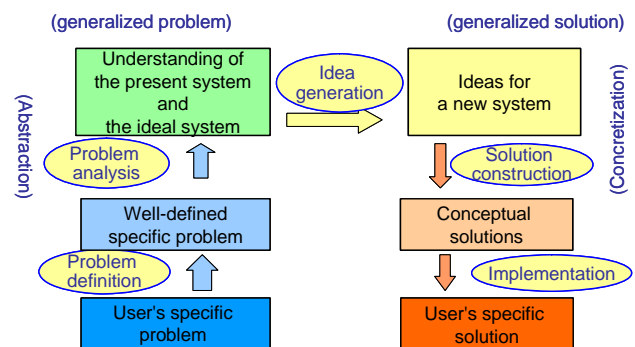 (generalized problem)
(generalized solution)
Understanding of
the present system
and
the ideal system
Idea
generation
Ideas for
a new system
(Abstraction)
Problem
analysis
Solution
construction
(Concretization)
Well-defined
specific problem
Conceptual
solutions
Problem
definition
Implementation
User's specific
problem
User's specific
solution